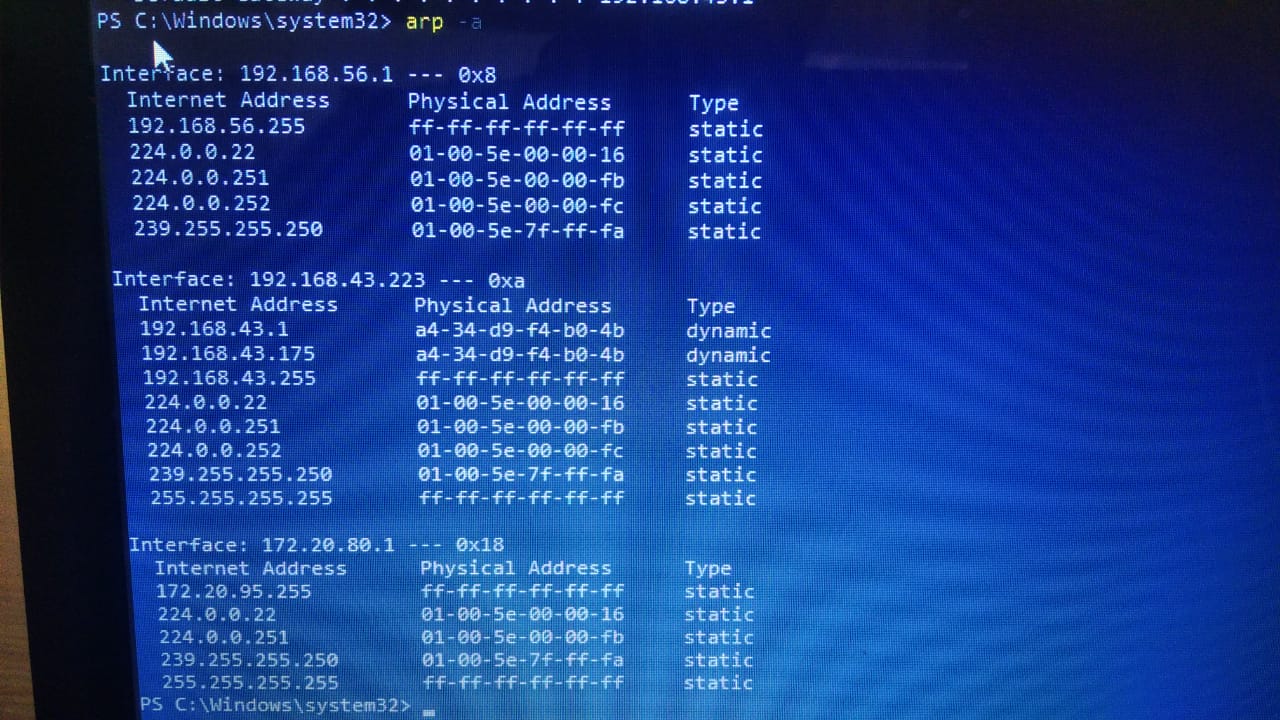 PS C:\Windows\system32> arp -a
Interface: 192.168.56.1 --- 0x8
Internet Address Physical Address Type
192.168.56.255 ff-ff-ff-ff-ff-ff static
224.0.0.22 01-00-5e-00-00-16 static
224.0.0.251 01-00-5e-00-00-fb static
224.0.0.252 01-00-5e-00-00-fc static
239.255.255.250 01-00-5e-7f-ff-fa static
Interface: 192.168.43.223 --- 0xa
Internet Address Physical Address Type
192.168.43.1 a4-34-d9-f4-b0-4b dynamic
192.168.43.175 a4-34-d9-f4-b0-4b dynamic
192.168.43.255 ff-ff-ff-ff-ff-ff static
224.0.0.22 01-00-5e-00-00-16 static
224.0.0.251 01-00-5e-00-00-fb static
224.0.0.252 01-00-5e-00-00-fc static
239.255.255.250 01-00-5e-7f-ff-fa static
255.255.255.255 ff-ff-ff-ff-ff-ff static
Interface: 172.20.80.1 --- 0x18
Internet Address Physical Address Type
172.20.95.255 ff-ff-ff-ff-ff-ff static
224.0.0.22 01-00-5e-00-00-16 static
224.0.0.251 01-00-5e-00-00-fb static
239.255.255.250 01-00-5e-7f-ff-fa static
255.255.255.255 ff-ff-ff-ff-ff-ff static
PS C:\Windows\system32> _